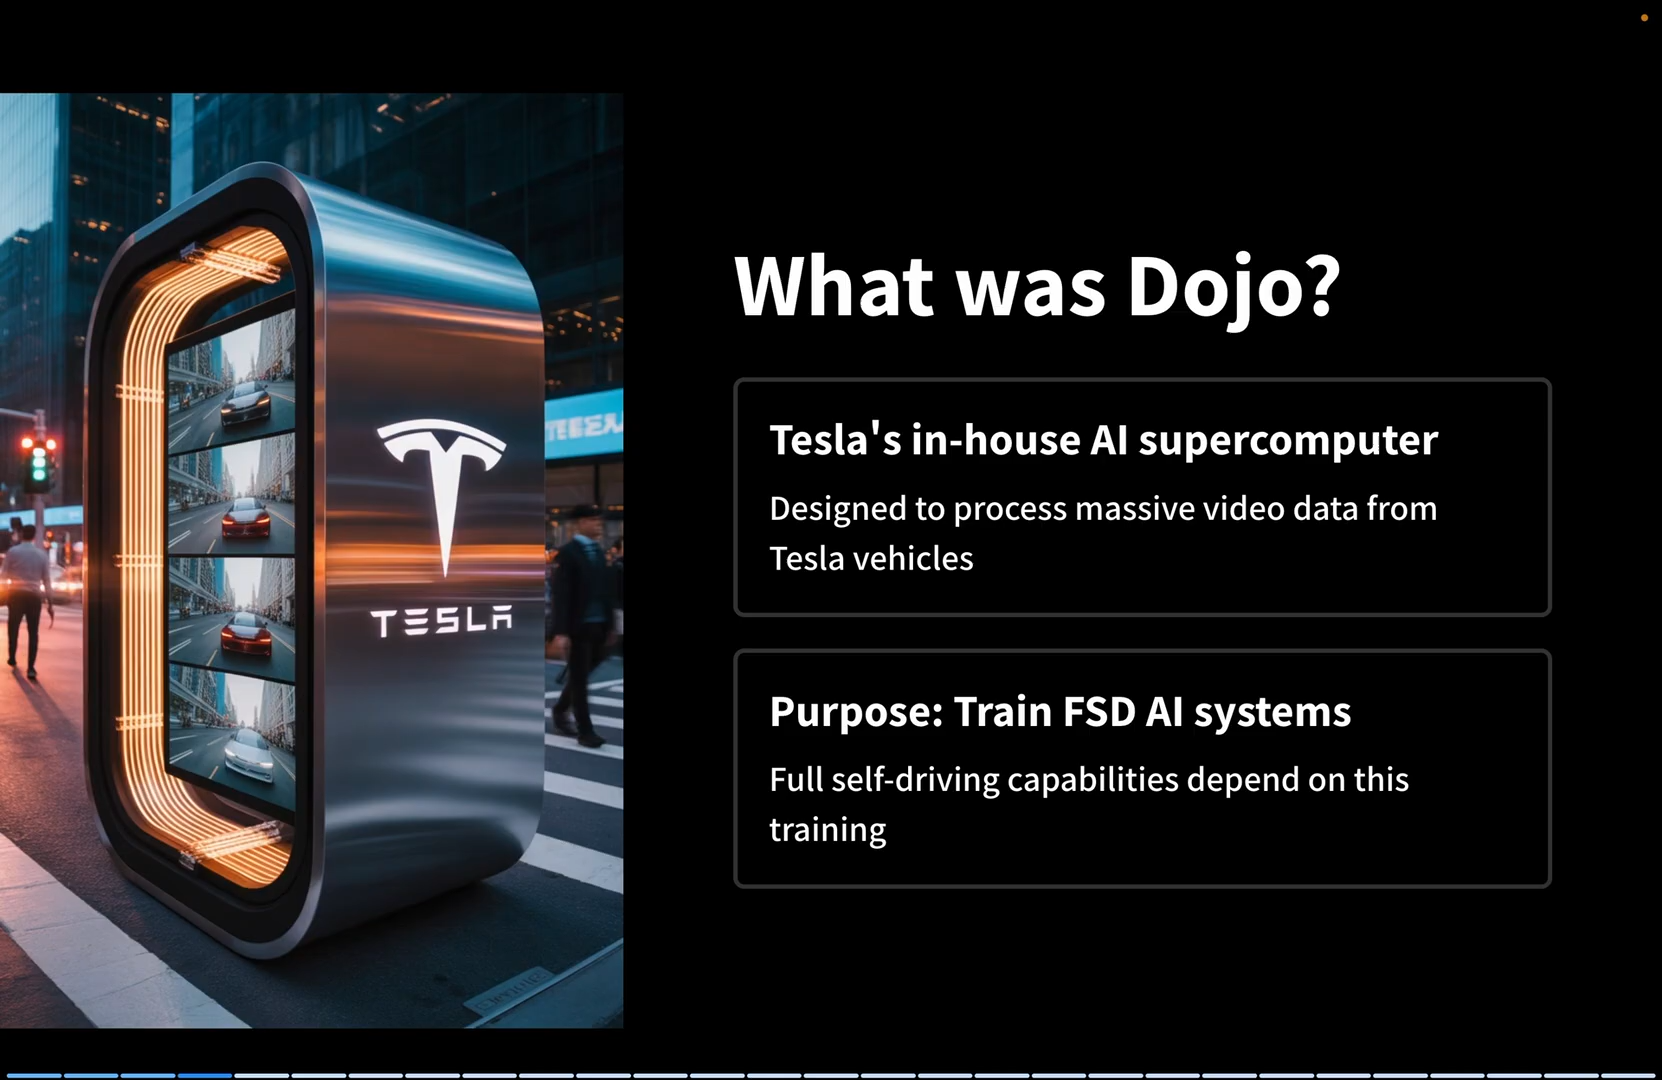 What was Dojo?
Tesla's in-house AI supercomputer
Designed to process massive video data from
Tesla vehicles
Purpose: Train FSD AI systems
Full self-driving capabilities depend on this
training
TESLA